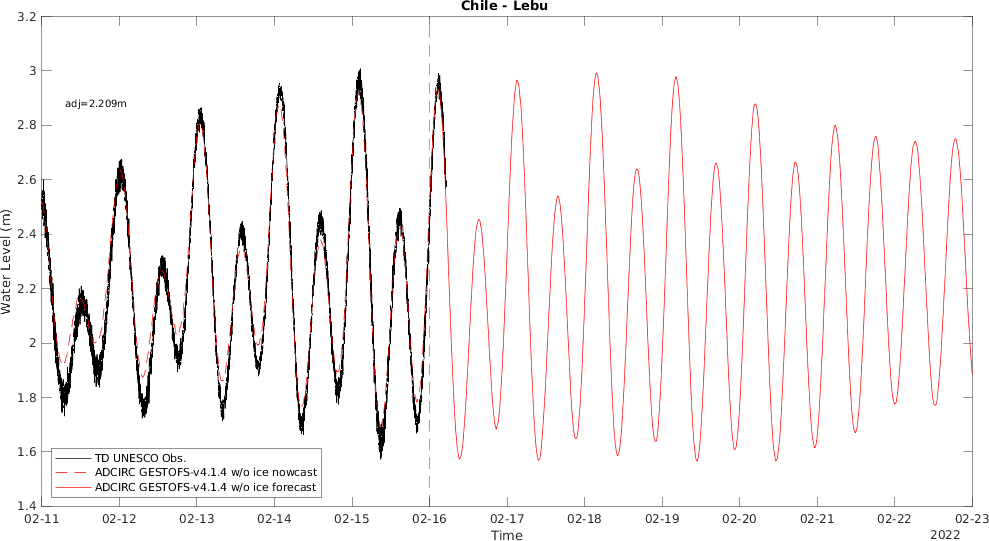 Chile - Lebu
3.2
3
2.8
2.6
2.4
2.2
2
1.8
1.6
1.4
Water Level (m)
adj=2.209m
TD UNESCO Obs.
ADCIRC GESTOFS-v4.1.4 w/o ice nowcast
ADCIRC GESTOFS-v4.1.4 w/o ice forecast
02-11 02-12 02-13 02-14 02-15 02-16 02-17 02-18 02-19 02-20 02-21 02-22 02-23
Time
2022